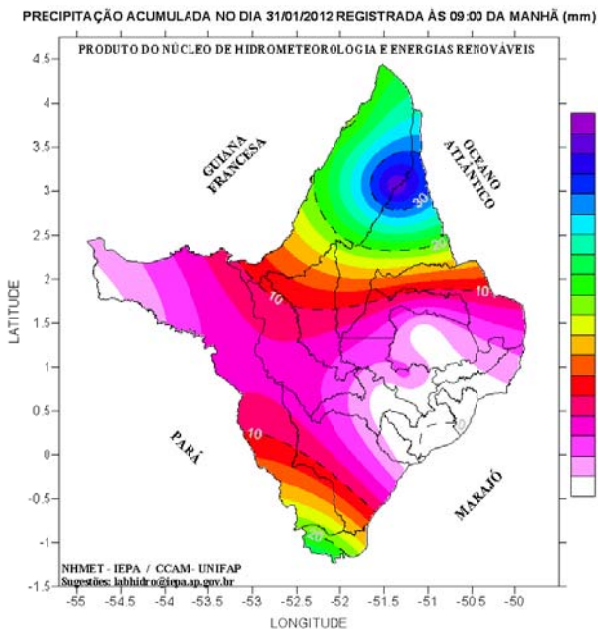 PRECIPITAÇÃO ACUMULADA NO DIA 31/01/2012 REGISTRADA ÀS 09:00 DA MANHÃ (mm)
PRODUTO DO NÚCLEO DE HIDROMETEOROLOGIA E ENERGIAS RENOVÁVEIS
4.5
4
3.5
3
2.5
2
1.5
1
0.5
0
-0.5
-1
-1.5
LATITUDE
GUIANA
FRANCESA
OCEANO
ATLÂNTICO
30
20
10
10
10
0
20
PARÁ
MARAJÓ
NHMET - IEPA / CCAM- UNIFAP
Sugestões: labhidro@iepa.ap.gov.br
-55
-54.5
-54
-53.5
-53
-52.5
-52
-51.5
-51
-50.5
-50
LONGITUDE